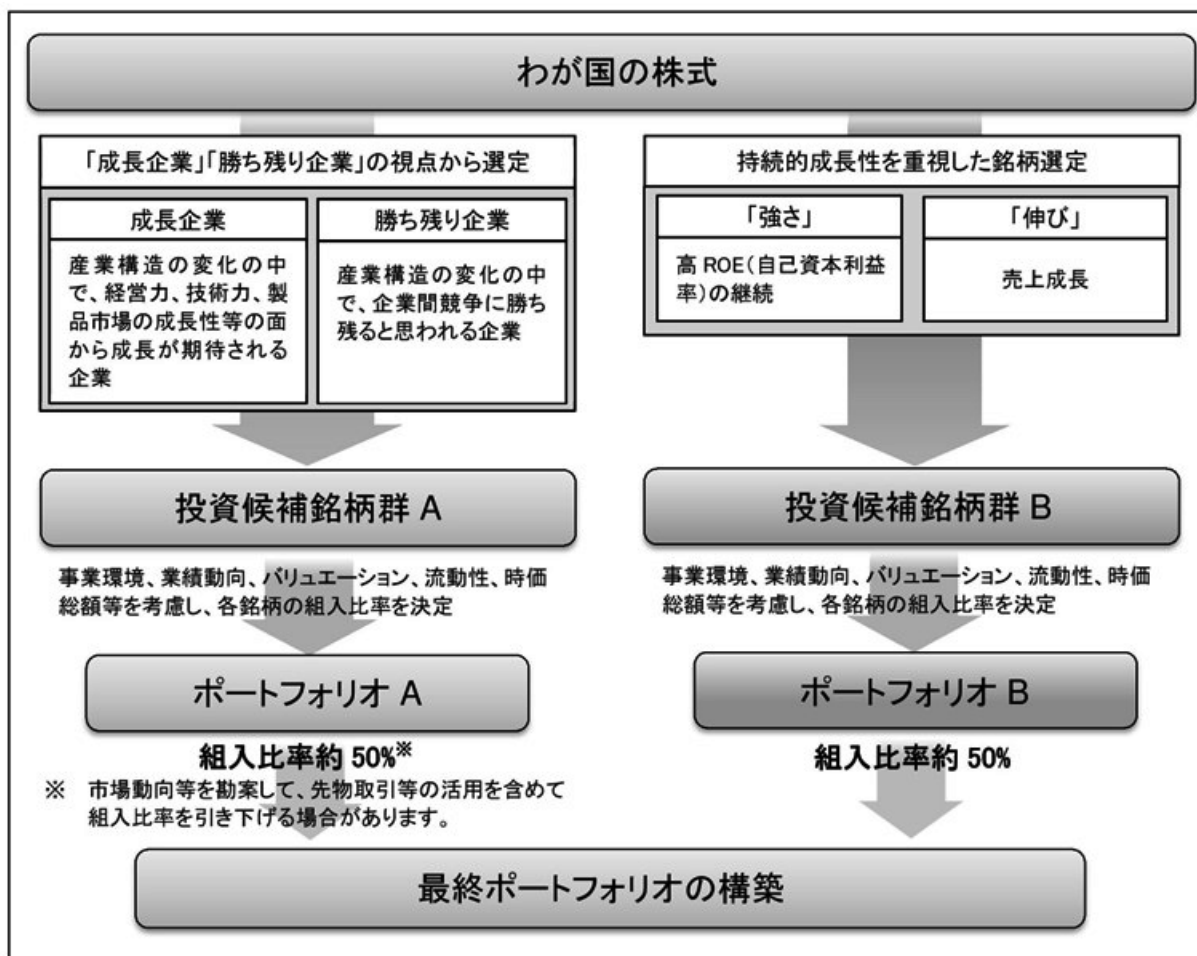 わが国の株式
「成長企業」「勝ち残り企業」の視点から選定
成長企業
産業構造の変化の中
で、経営力、技術力、製
品市場の成長性等の面
から成長が期待される
企業
勝ち残り企業
産業構造の変化の中
で、企業間競争に勝ち
残ると思われる企業
持続的成長性を重視した銘柄選定
「強さ」
高 ROE(自己資本利益
率)の継続
「伸び」
売上成長
投資候補銘柄群 A
事業環境、業績動向、バリュエーション、流動性、時価
総額等を考慮し、各銘柄の組入比率を決定
ポートフォリオ A
組入比率約 50%※
※ 市場動向等を勘案して、先物取引等の活用を含めて
組入比率を引き下げる場合があります。
投資候補銘柄群 B
事業環境、業績動向、バリュエーション、流動性、時価
総額等を考慮し、各銘柄の組入比率を決定
ポートフォリオ B
組入比率約 50%
最終ポートフォリオの構築